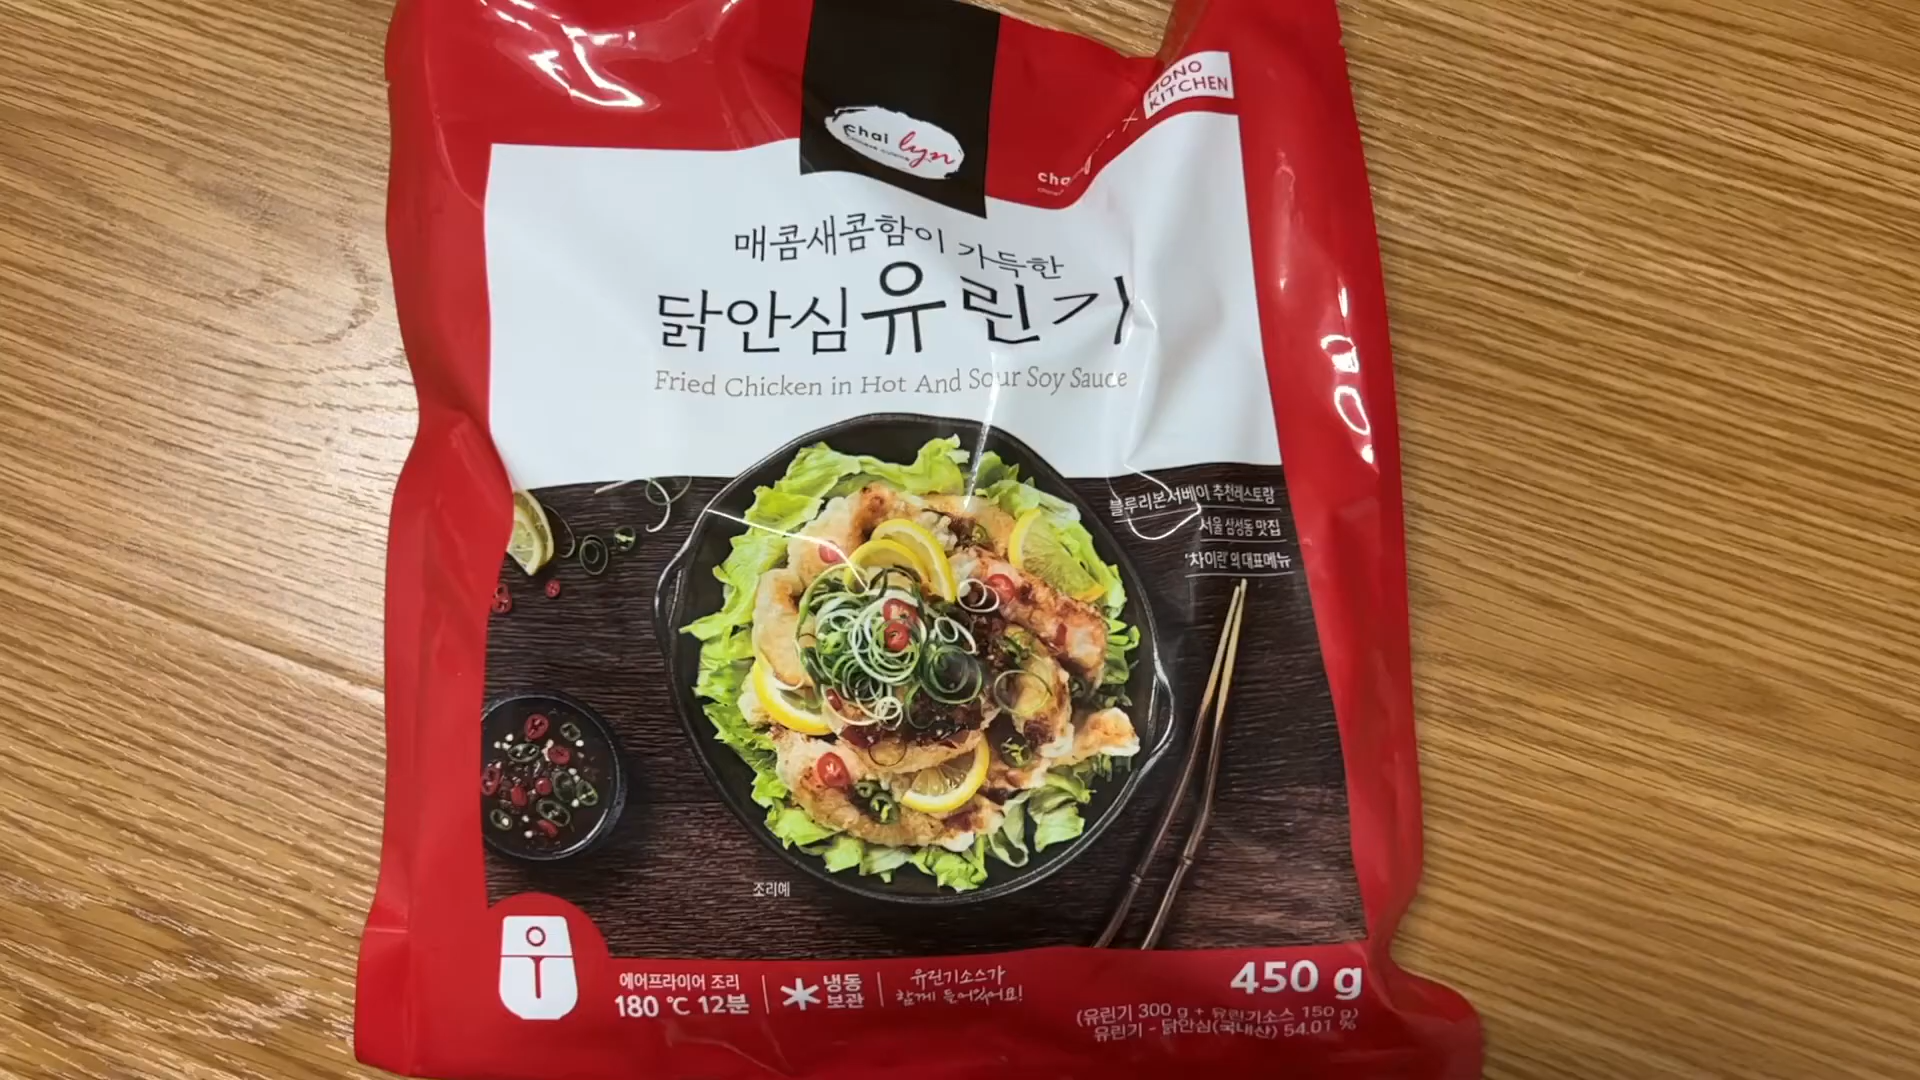 chai lyn
MONO
KITCHEN
×
매콤새콤함이 가득한
닭안심유린기
Fried Chicken in Hot And Sour Soy Sauce
블루리본서베이 추천레스토랑
서울 삼성동 맛집
'차이린'의 대표메뉴
조리예
에어프라이어 조리
180 ℃ 12분
냉동
보관
유린기소스가
함께 들어있어요!
450 g
(유린기 300 g + 유린기소스 150 g)
유린기 - 닭안심(국내산) 54.01 %